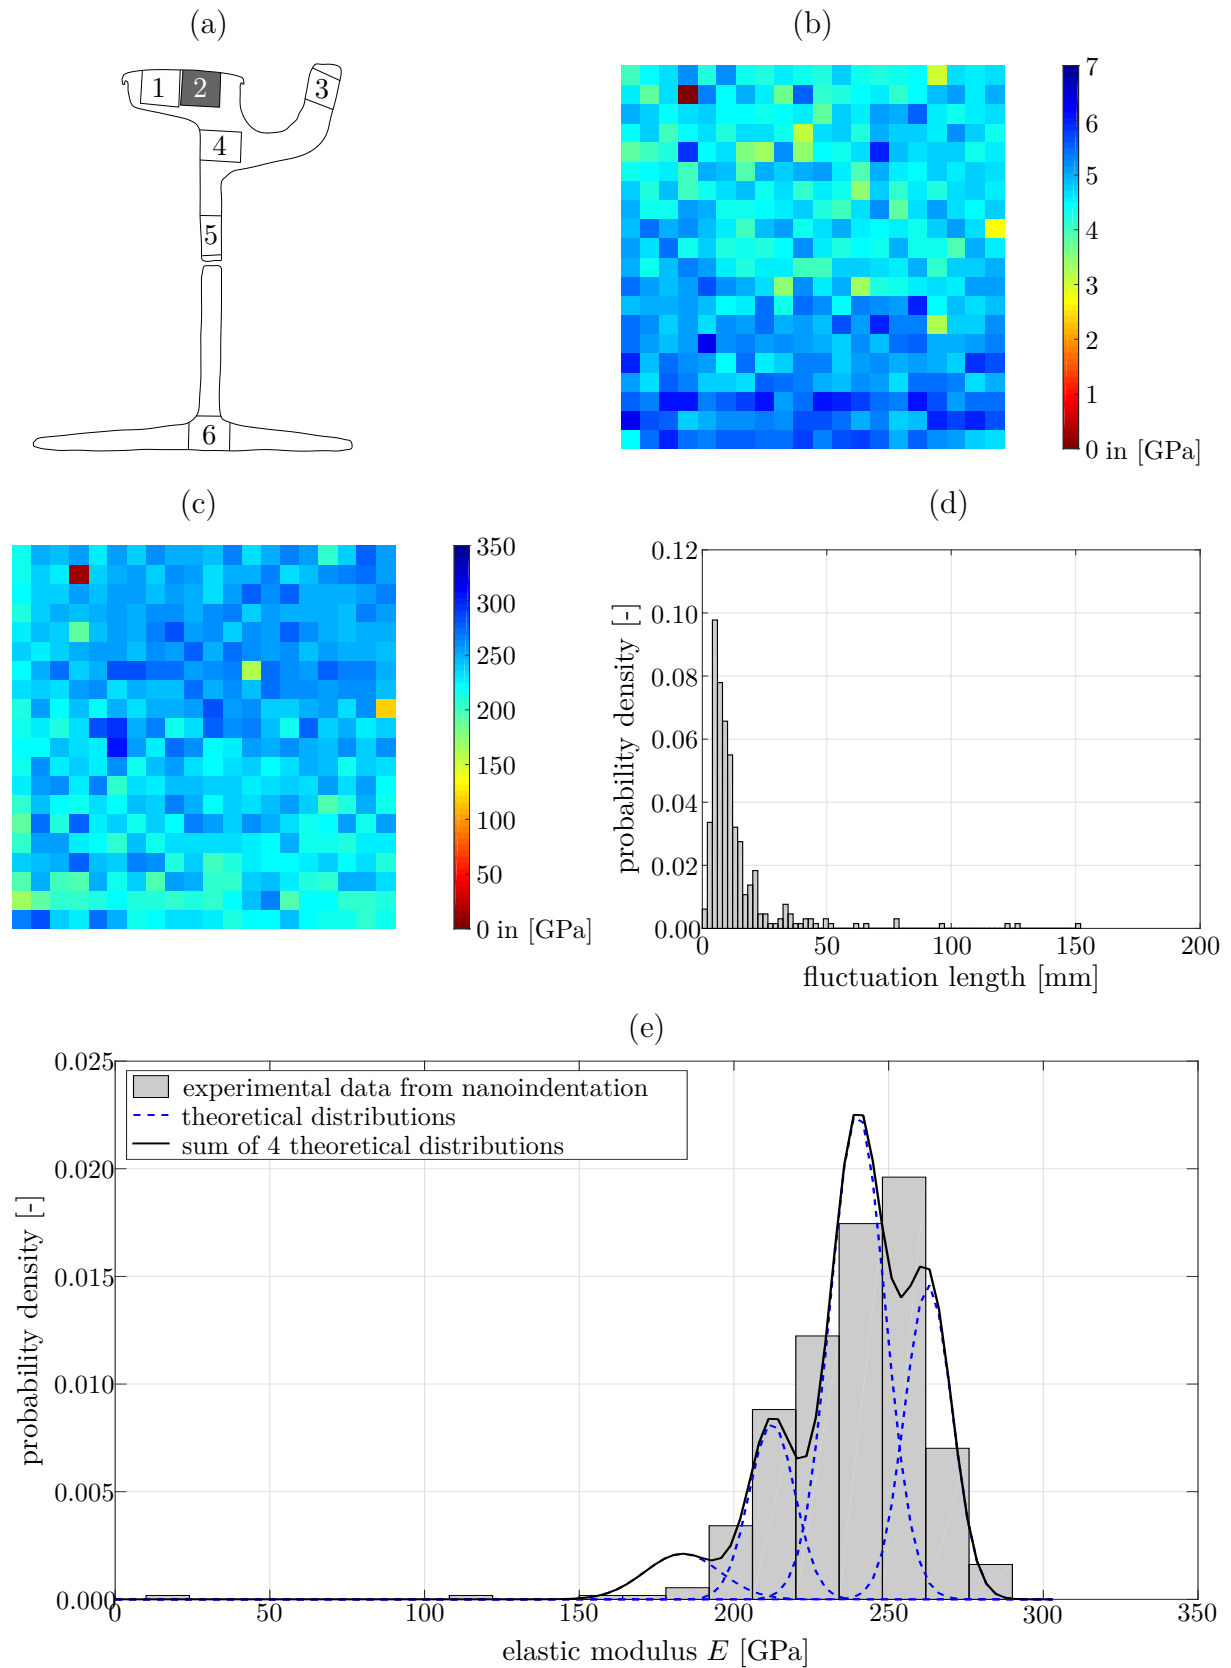 (a)
1 2 3
4
5
6
(b)
7
6
5
4
3
2
1
0 in [GPa]
(c)
350
300
250
200
150
100
50
0 in [GPa]
(d)
probability density [-]
0.12
0.10
0.08
0.06
0.04
0.02
0.00
0 50 100 150 200
fluctuation length [mm]
(e)
probability density [-]
0.025
0.020
0.015
0.010
0.005
0.000
experimental data from nanoindentation
theoretical distributions
sum of 4 theoretical distributions
0 50 100 150 200 250 300 350
elastic modulus E [GPa]